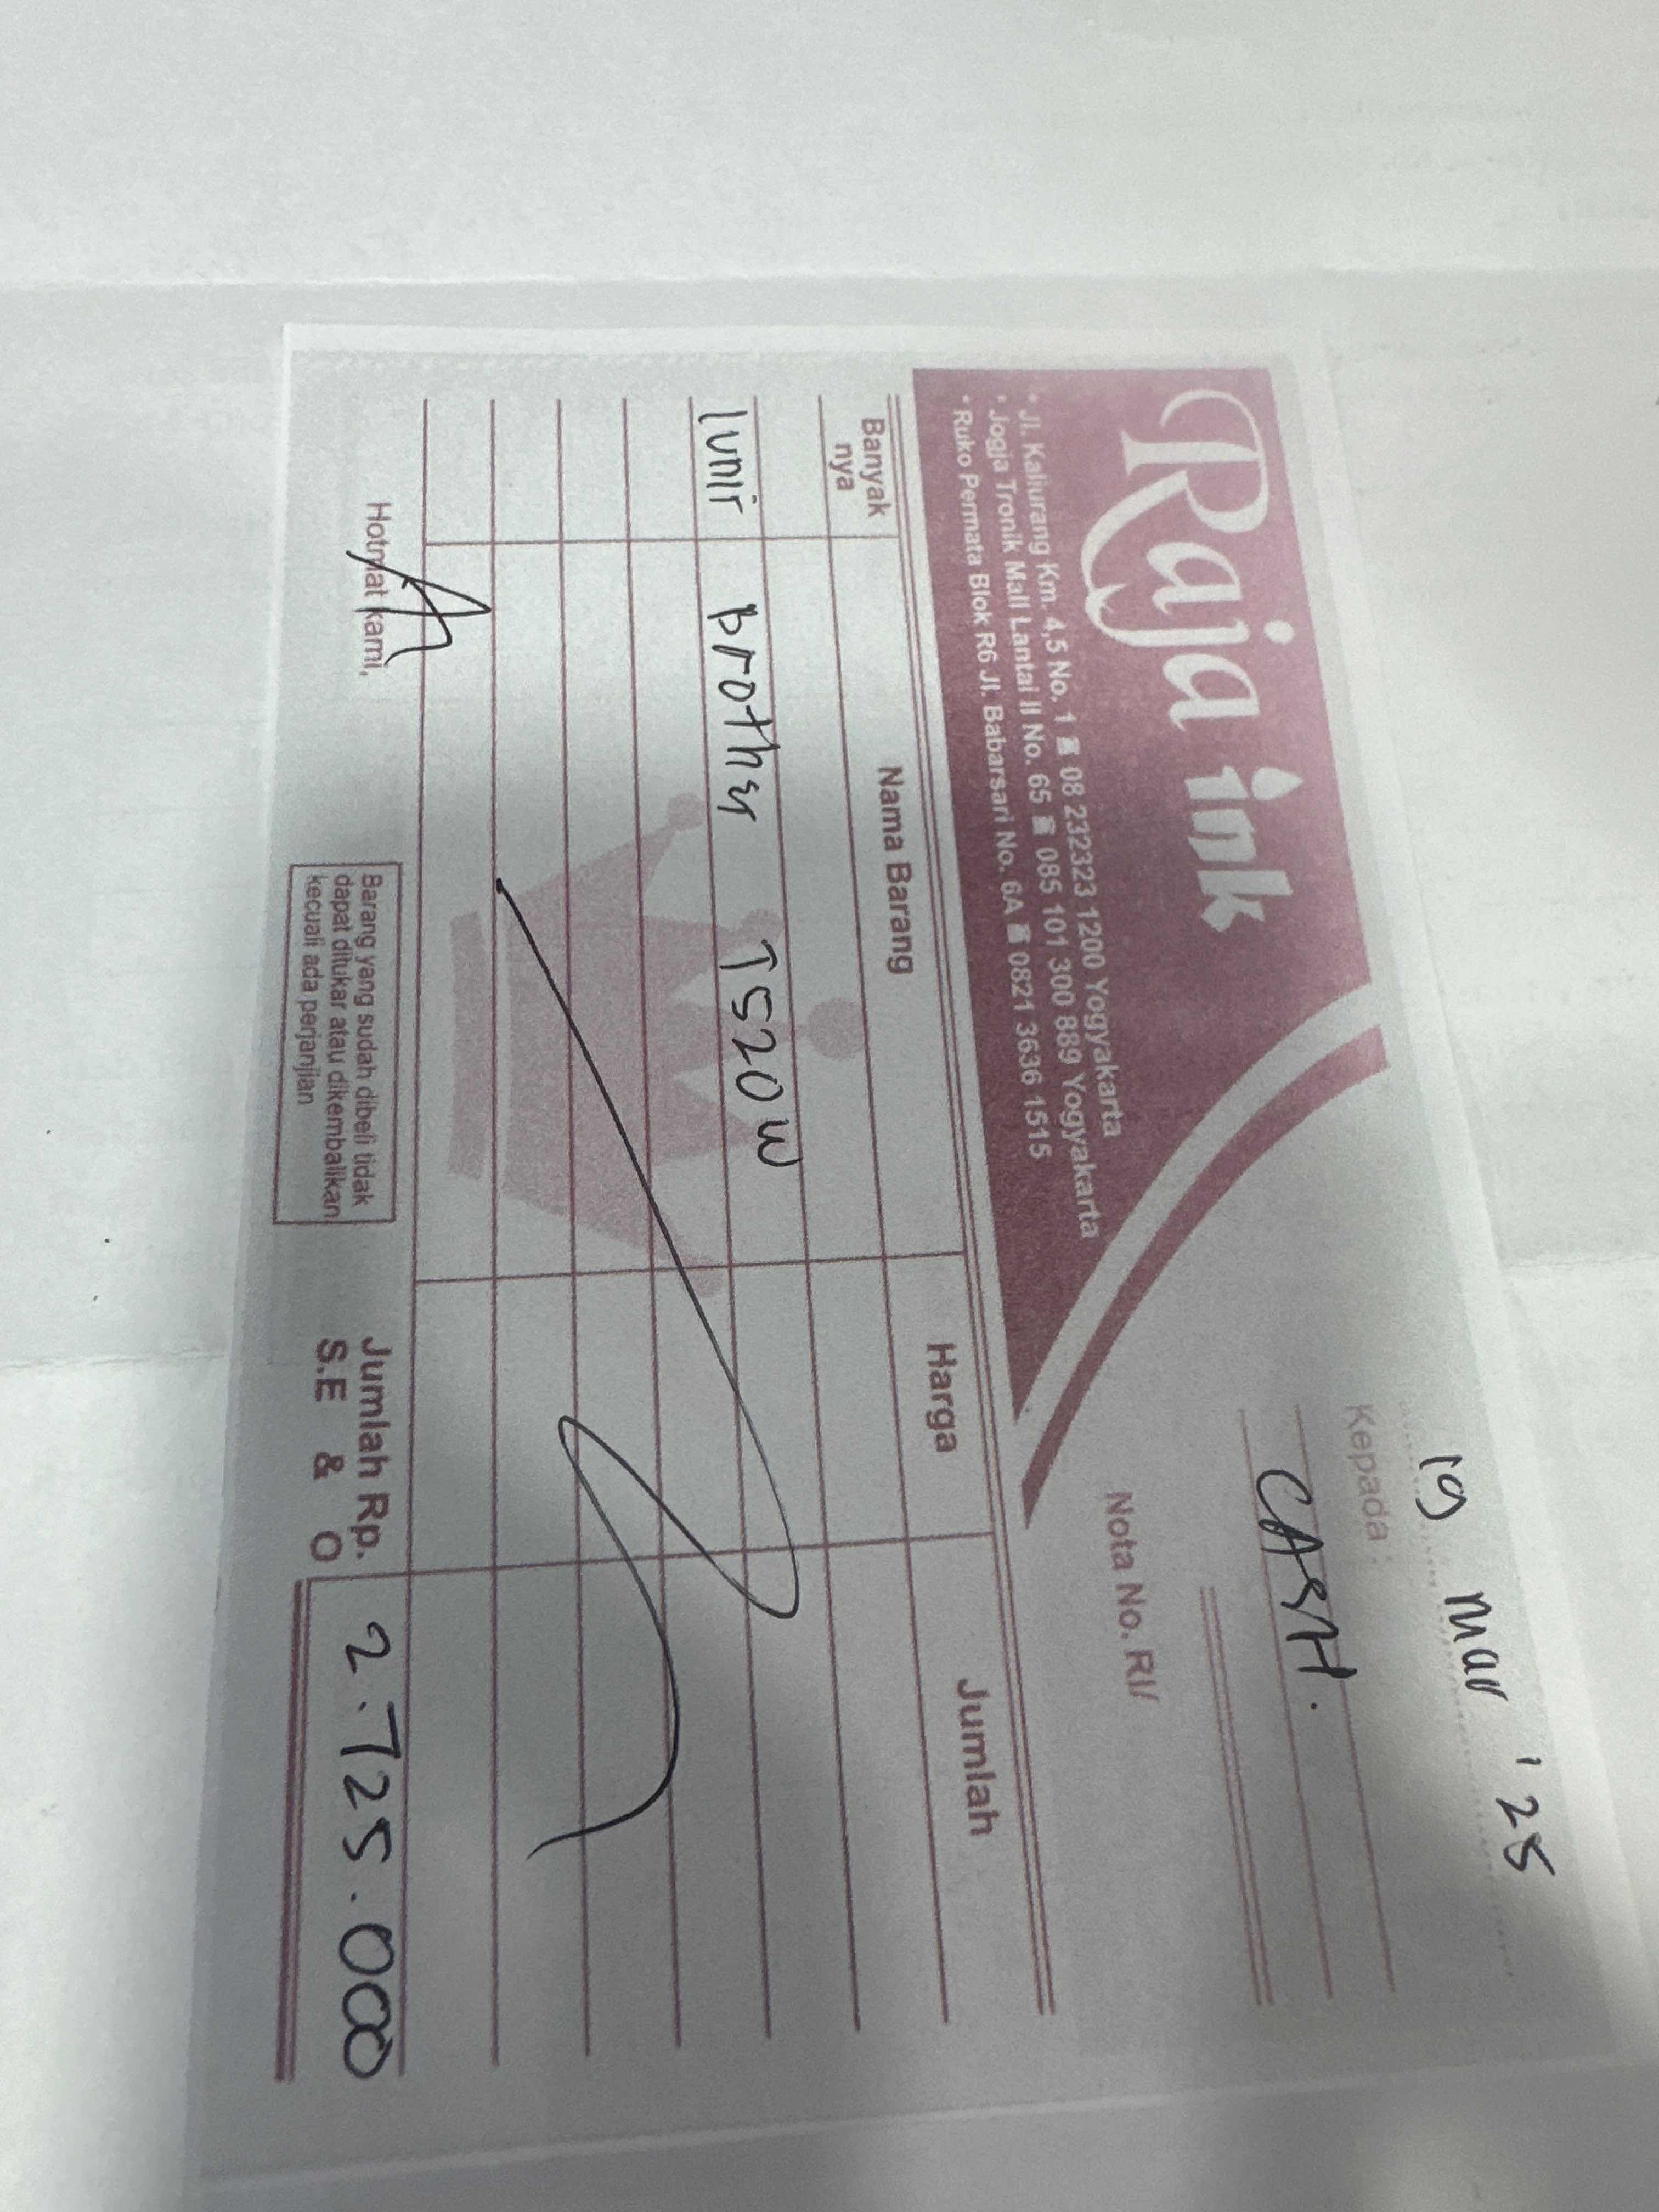 Raja ink
• Jl. Kaliurang Km. 4,5 No. 1 ☎ 08 232323 1200 Yogyakarta
• Jogja Tronik Mall Lantai II No. 65 ☎ 085 101 300 889 Yogyakarta
• Ruko Permata Blok R6 Jl. Babarsari No. 6A ☎ 0821 3636 1515
19 Mar '25
Kepada :
CASH.
Nota No. RI/
Banyak nya Nama Barang Harga Jumlah
1 unit Brother T520W
Hotmat kami,
Barang yang sudah dibeli tidak
dapat ditukar atau dikembalikan
kecuali ada perjanjian
Jumlah Rp. 2.725.000
S.E & O